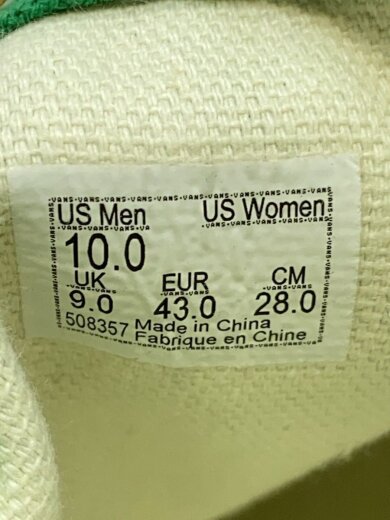 US Men US Women
10.0
UK EUR CM
9.0 43.0 28.0
508357 Made in China
Fabrique en Chine